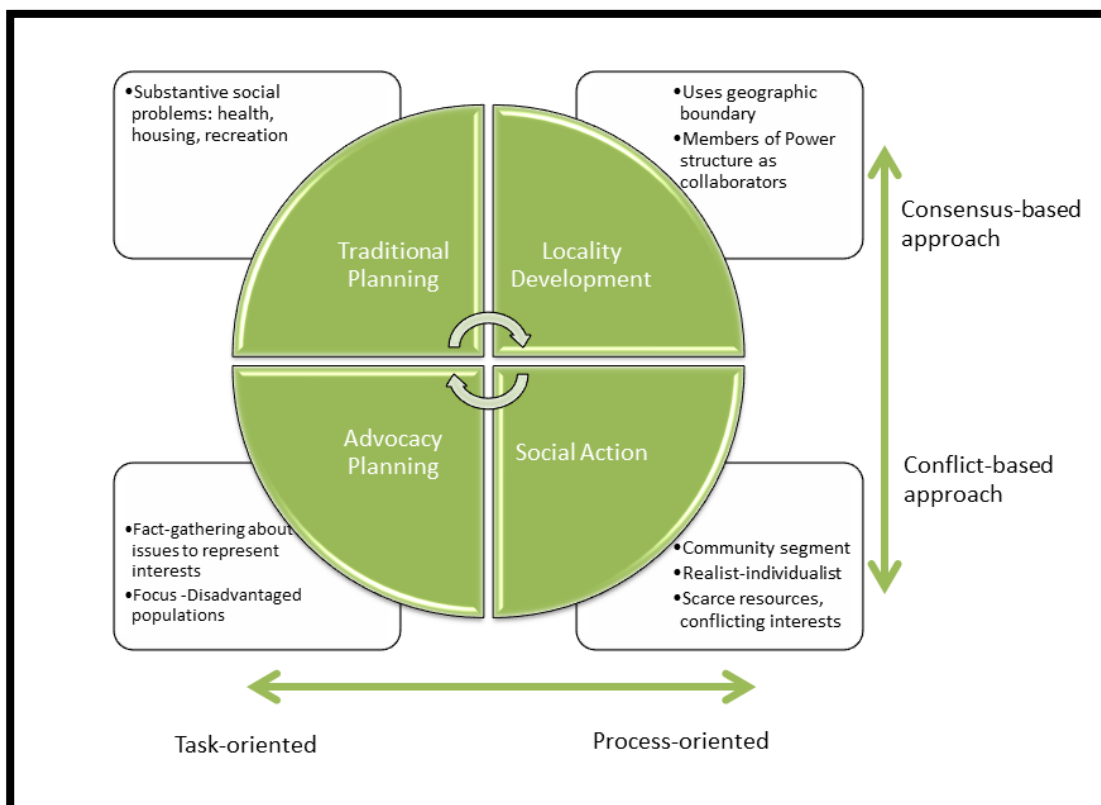 •Substantive social
problems: health,
housing, recreation
•Uses geographic
boundary
•Members of Power
structure as
collaborators
Traditional
Planning
Locality
Development
Consensus-based
approach
Advocacy
Planning
Social Action
Conflict-based
approach
•Fact-gathering about
issues to represent
interests
•Focus -Disadvantaged
populations
•Community segment
•Realist-individualist
•Scarce resources,
conflicting interests
Task-oriented
Process-oriented